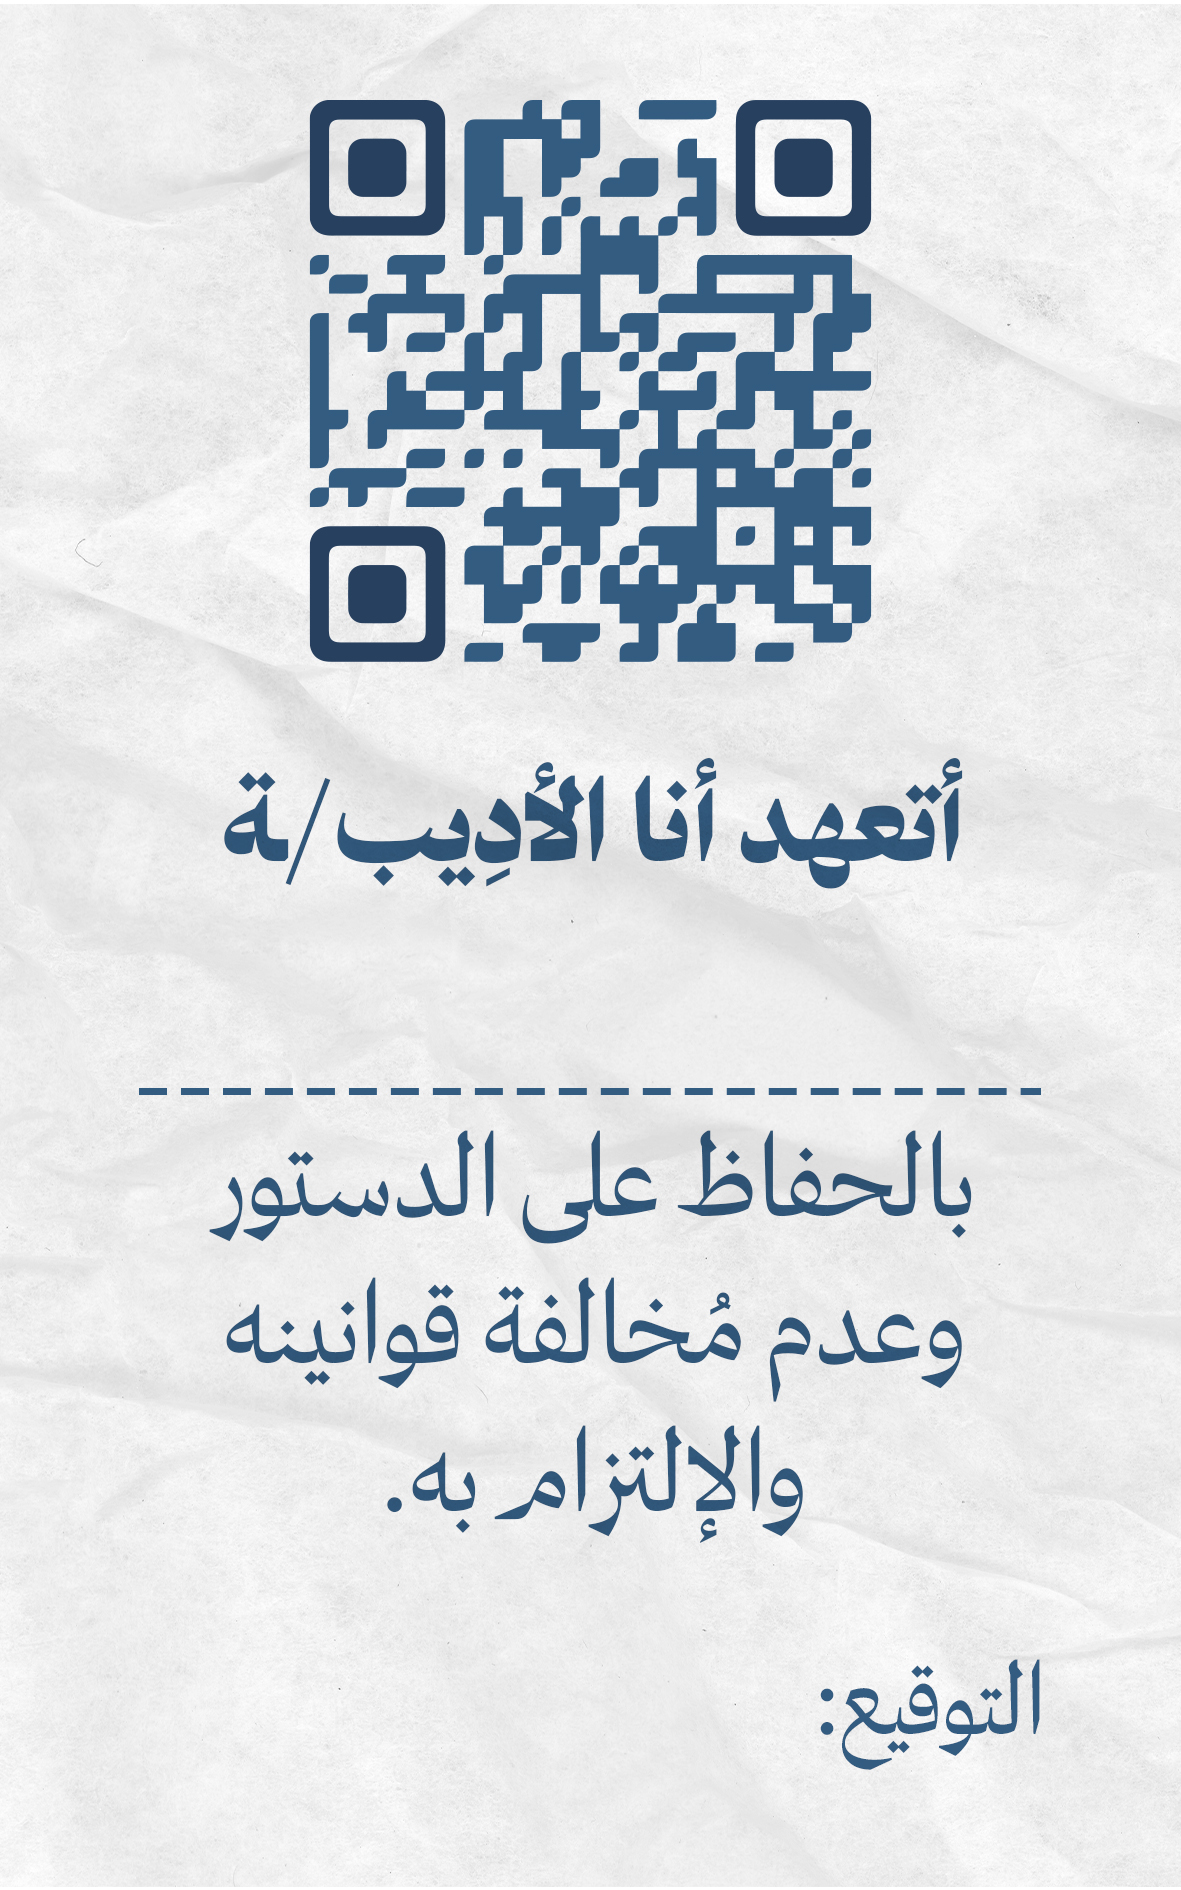 أتعهد أنا الأدِيب/ة
بالحفاظ على الدستور
وعدم مُخالفة قوانينه
والإلتزام به.
التوقيع: